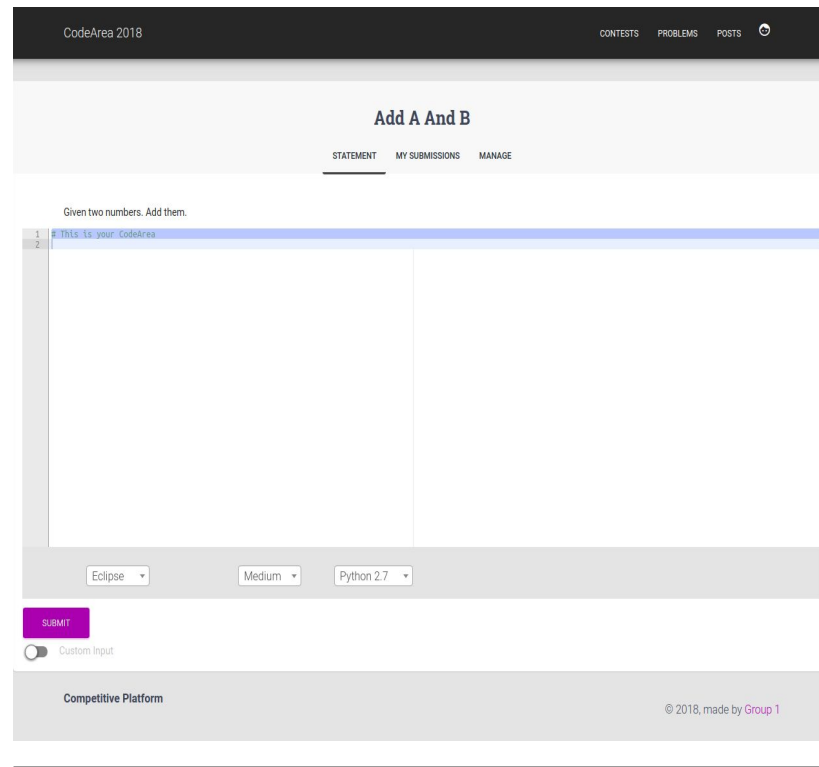 CodeArea 2018 CONTESTS PROBLEMS POSTS
Add A And B
STATEMENT MY SUBMISSIONS MANAGE
Given two numbers. Add them.
1 # This is your CodeArea
2
Eclipse Medium Python 2.7
SUBMIT
Custom Input
Competitive Platform
© 2018, made by Group 1